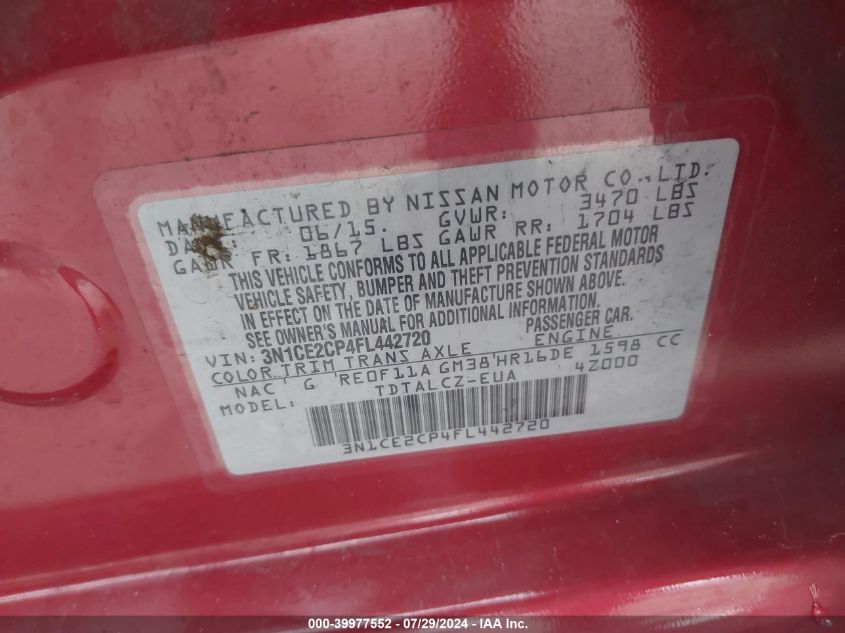 MANUFACTURED BY NISSAN MOTOR CO.,LTD.
DATE: 06/15. GVWR: 3470 LBS
GAWR FR: 1867 LBS GAWR RR: 1704 LBS
THIS VEHICLE CONFORMS TO ALL APPLICABLE FEDERAL MOTOR
VEHICLE SAFETY, BUMPER AND THEFT PREVENTION STANDARDS
IN EFFECT ON THE DATE OF MANUFACTURE SHOWN ABOVE.
SEE OWNER'S MANUAL FOR ADDITIONAL INFORMATION.
VIN: 3N1CE2CP4FL442720 PASSENGER CAR.
COLOR TRIM TRANS AXLE ENGINE
NAC G RE0F11A GM38 HR16DE 1598 CC
MODEL: TDTALCZ-EUA 4Z000
3N1CE2CP4FL442720
000-39977552 | 07/29/2024 | IAA Inc.